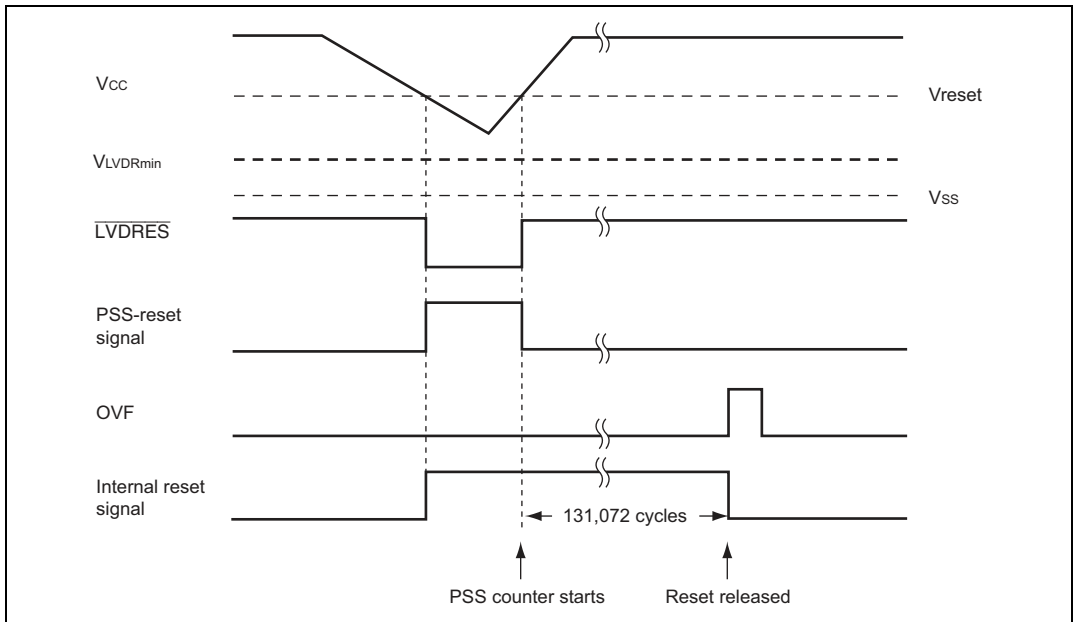 Vcc
Vreset
VLVDRmin
Vss
LVDRES
PSS-reset
signal
OVF
Internal reset
signal
131,072 cycles
PSS counter starts
Reset released